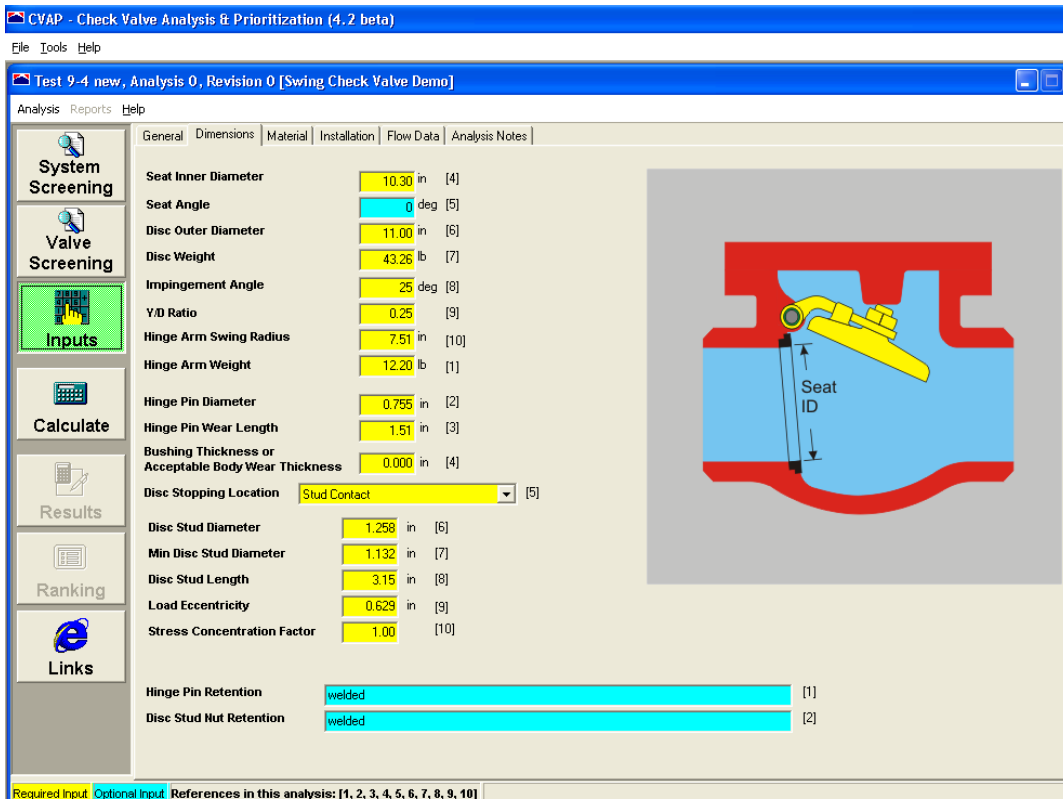 CVAP - Check Valve Analysis & Prioritization (4.2 beta)
File Tools Help
Test 9-4 new, Analysis 0, Revision 0 [Swing Check Valve Demo]
Analysis Reports Help
General Dimensions Material Installation Flow Data Analysis Notes
System
Screening
Valve
Screening
Inputs
Calculate
Results
Ranking
Links
Seat Inner Diameter 10.30 in [4]
Seat Angle 0 deg [5]
Disc Outer Diameter 11.00 in [6]
Disc Weight 43.26 lb [7]
Impingement Angle 25 deg [8]
Y/D Ratio 0.25 [9]
Hinge Arm Swing Radius 7.51 in [10]
Hinge Arm Weight 12.20 lb [1]
Hinge Pin Diameter 0.755 in [2]
Hinge Pin Wear Length 1.51 in [3]
Bushing Thickness or
Acceptable Body Wear Thickness 0.000 in [4]
Disc Stopping Location Stud Contact [5]
Disc Stud Diameter 1.258 in [6]
Min Disc Stud Diameter 1.132 in [7]
Disc Stud Length 3.15 in [8]
Load Eccentricity 0.629 in [9]
Stress Concentration Factor 1.00 [10]
Hinge Pin Retention welded [1]
Disc Stud Nut Retention welded [2]
Seat
ID
Required Input Optional Input References in this analysis: [1, 2, 3, 4, 5, 6, 7, 8, 9, 10]